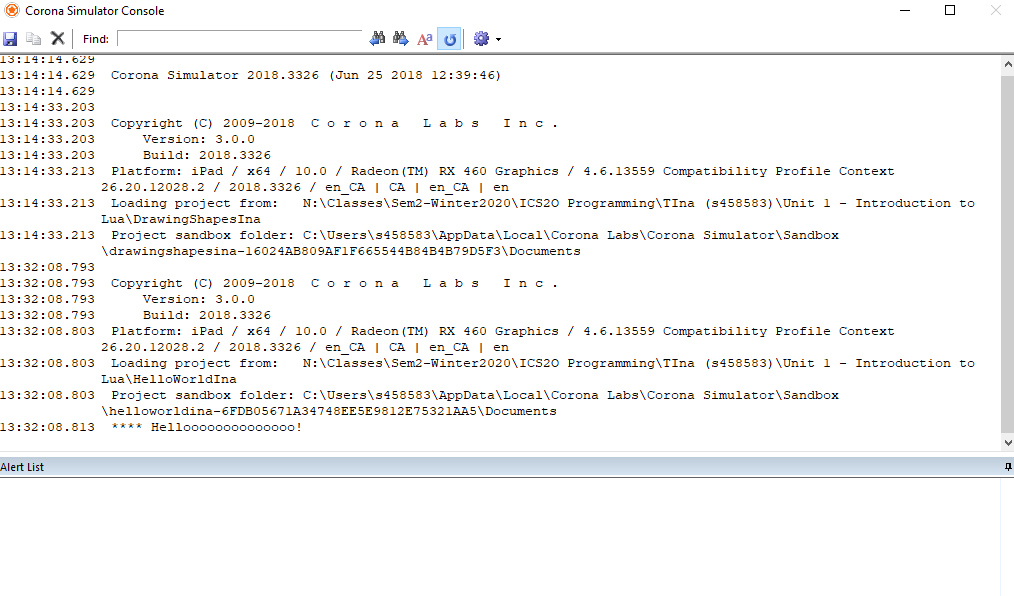 Corona Simulator Console
Find:
Aa
13:14:14.629
13:14:14.629  Corona Simulator 2018.3326 (Jun 25 2018 12:39:46)
13:14:14.629
13:14:33.203
13:14:33.203  Copyright (C) 2009-2018  C o r o n a   L a b s   I n c .
13:14:33.203      Version: 3.0.0
13:14:33.203      Build: 2018.3326
13:14:33.213  Platform: iPad / x64 / 10.0 / Radeon(TM) RX 460 Graphics / 4.6.13559 Compatibility Profile Context
26.20.12028.2 / 2018.3326 / en_CA | CA | en_CA | en
13:14:33.213  Loading project from:   N:\Classes\Sem2-Winter2020\ICS2O Programming\TIna (s458583)\Unit 1 - Introduction to
Lua\DrawingShapesIna
13:14:33.213  Project sandbox folder: C:\Users\s458583\AppData\Local\Corona Labs\Corona Simulator\Sandbox
\drawingshapesina-16024AB809AF1F665544B84B4B79D5F3\Documents
13:32:08.793
13:32:08.793  Copyright (C) 2009-2018  C o r o n a   L a b s   I n c .
13:32:08.793      Version: 3.0.0
13:32:08.793      Build: 2018.3326
13:32:08.803  Platform: iPad / x64 / 10.0 / Radeon(TM) RX 460 Graphics / 4.6.13559 Compatibility Profile Context
26.20.12028.2 / 2018.3326 / en_CA | CA | en_CA | en
13:32:08.803  Loading project from:   N:\Classes\Sem2-Winter2020\ICS2O Programming\TIna (s458583)\Unit 1 - Introduction to
Lua\HelloWorldIna
13:32:08.803  Project sandbox folder: C:\Users\s458583\AppData\Local\Corona Labs\Corona Simulator\Sandbox
\helloworldina-6FDB05671A34748EE5E9812E75321AA5\Documents
13:32:08.813  **** Helloooooooooooooo!
Alert List